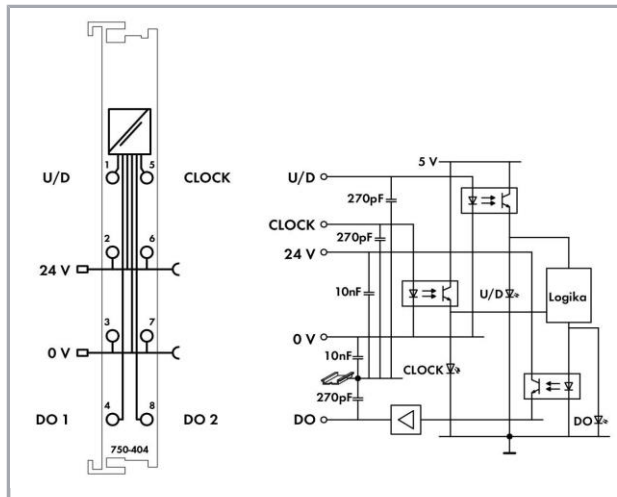 1 5
U/D CLOCK
2 6
24 V
3 7
0 V
4 8
DO 1 DO 2
750-404
5 V
U/D
270pF
CLOCK
270pF
24 V
10nF
U/D
Logika
0 V
10nF
CLOCK
270pF
DO
DO